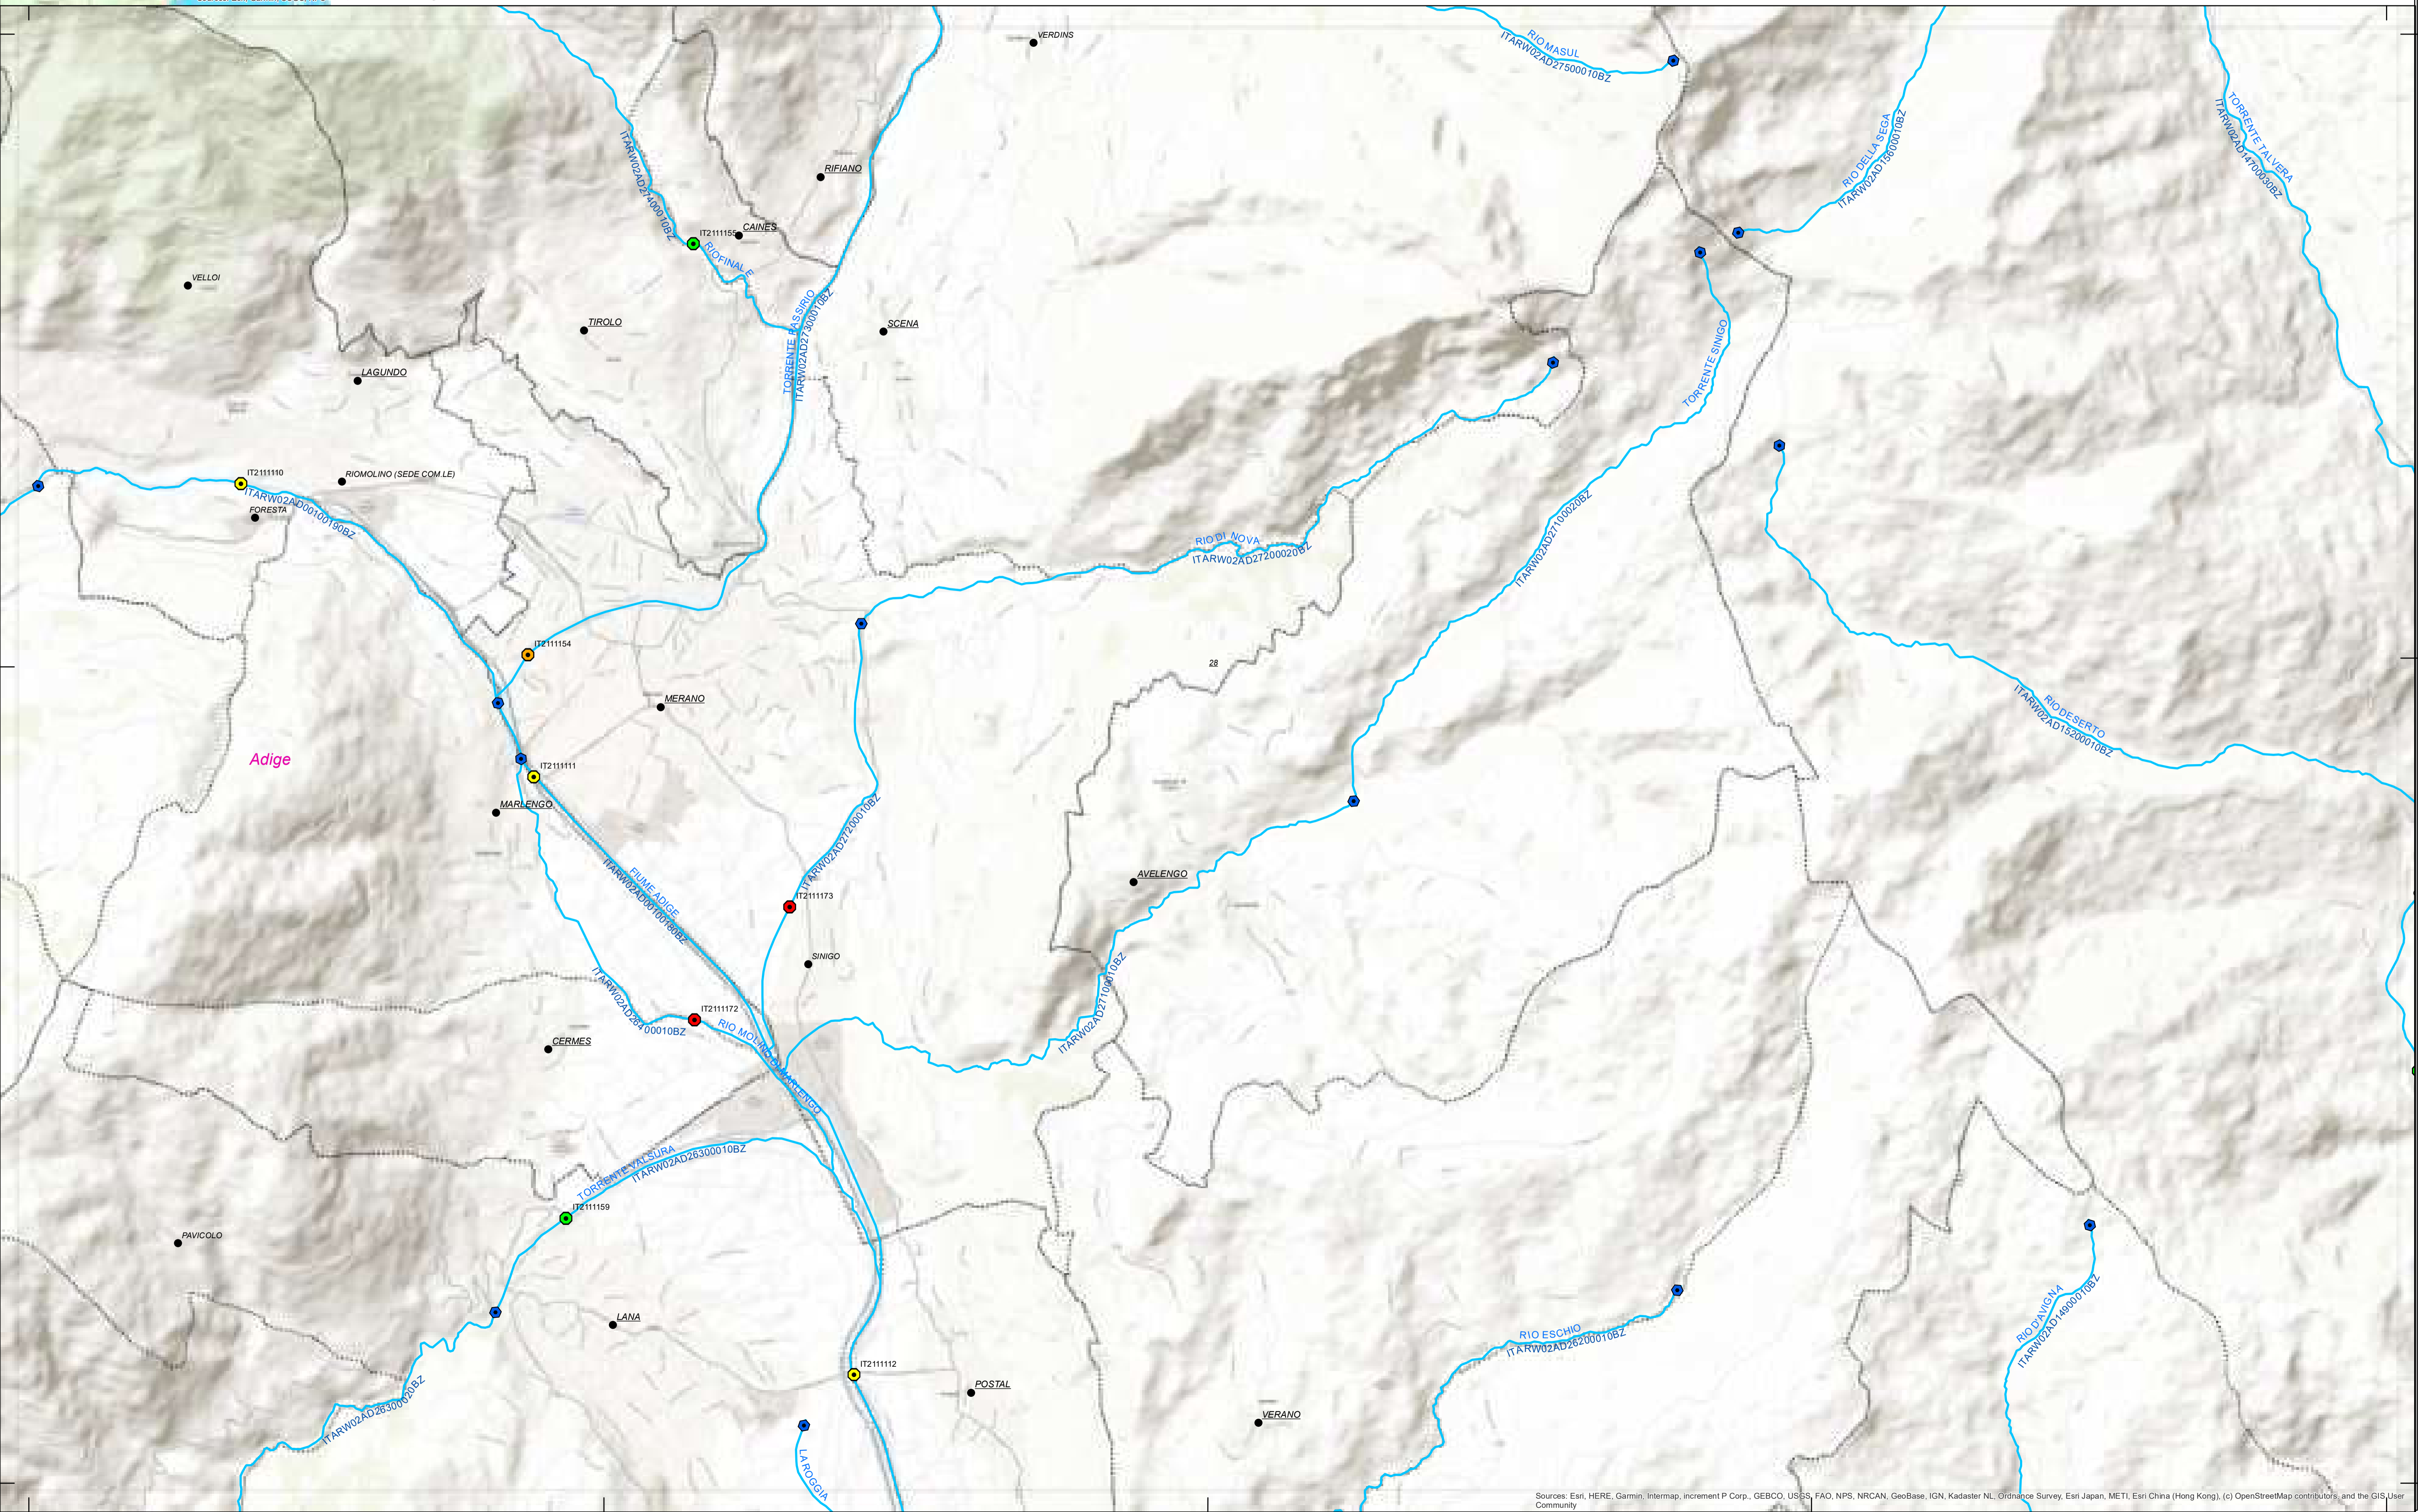 VERDINS
RIO MASUL
ITARW02AD27500010BZ
RIO DELLA SEGA
ITARW02AD15600010BZ
TORRENTE TALVERA
ITARW02AD14700030BZ
ITARW02AD27400010BZ
RIFIANO
IT2111155
CAINES
RIO FINALE
VELLOI
TORRENTE PASSIRIO
ITARW02AD27300010BZ
TIROLO
SCENA
TORRENTE SINIGO
LAGUNDO
IT2111110
RIOMOLINO (SEDE COM.LE)
ITARW02AD00100190BZ
FORESTA
RIO DI NOVA
ITARW02AD27200020BZ
ITARW02AD27100020BZ
IT2111154
28
MERANO
RIO DESERTO
ITARW02AD15200010BZ
Adige
IT2111111
MARLENGO
ITARW02AD27200010BZ
FIUME ADIGE
ITARW02AD00100180BZ
AVELENGO
IT2111173
SINIGO
ITARW02AD26400010BZ
IT2111172
RIO MOLINO DI MARLENGO
ITARW02AD27100010BZ
CERMES
TORRENTE VALSURA
ITARW02AD26300010BZ
IT2111159
PAVICOLO
LANA
RIO D'AVIGNA
ITARW02AD14900010BZ
RIO ESCHIO
ITARW02AD26200010BZ
IT2111112
POSTAL
VERANO
ITARW02AD26300020BZ
LA ROGGIA
Sources: Esri, HERE, Garmin, Intermap, increment P Corp., GEBCO, USGS, FAO, NPS, NRCAN, GeoBase, IGN, Kadaster NL, Ordnance Survey, Esri Japan, METI, Esri China (Hong Kong), (c) OpenStreetMap contributors, and the GIS User
Community